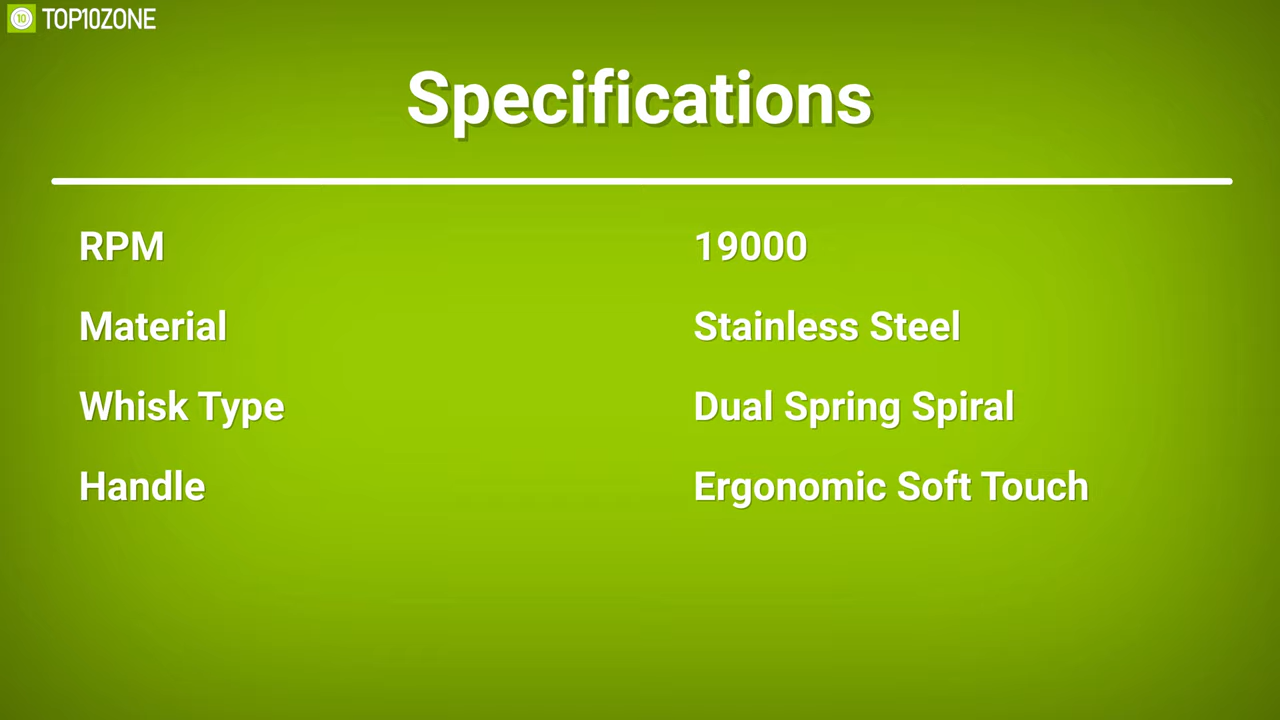 TOP10ZONE
Specifications
RPM 19000
Material Stainless Steel
Whisk Type Dual Spring Spiral
Handle Ergonomic Soft Touch